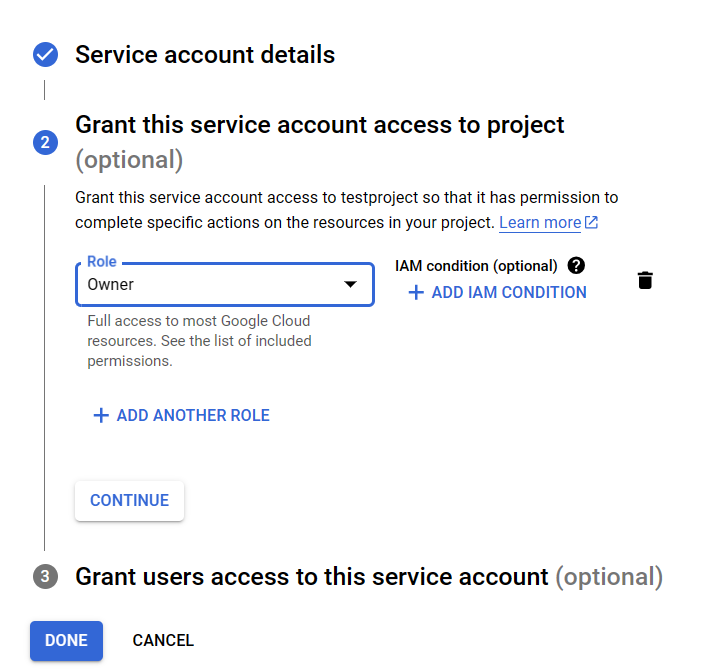 Service account details
2
Grant this service account access to project
(optional)
Grant this service account access to testproject so that it has permission to
complete specific actions on the resources in your project. Learn more
Role
Owner
IAM condition (optional) ?
+ ADD IAM CONDITION
Full access to most Google Cloud
resources. See the list of included
permissions.
+ ADD ANOTHER ROLE
CONTINUE
3 Grant users access to this service account (optional)
DONE CANCEL